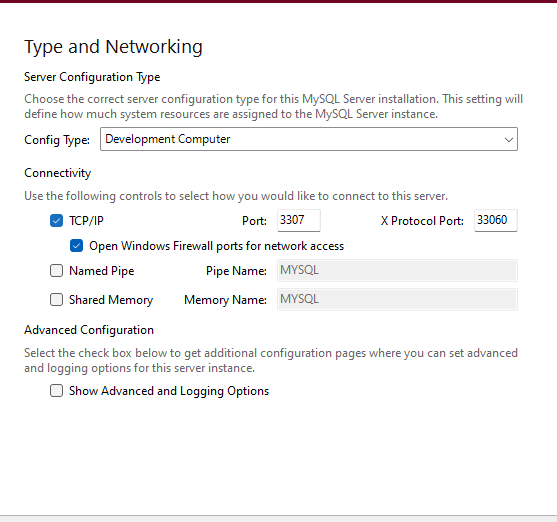 Type and Networking
Server Configuration Type
Choose the correct server configuration type for this MySQL Server installation. This setting will
define how much system resources are assigned to the MySQL Server instance.
Config Type: Development Computer
Connectivity
Use the following controls to select how you would like to connect to this server.
TCP/IP Port: 3307 X Protocol Port: 33060
Open Windows Firewall ports for network access
Named Pipe Pipe Name: MYSQL
Shared Memory Memory Name: MYSQL
Advanced Configuration
Select the check box below to get additional configuration pages where you can set advanced
and logging options for this server instance.
Show Advanced and Logging Options